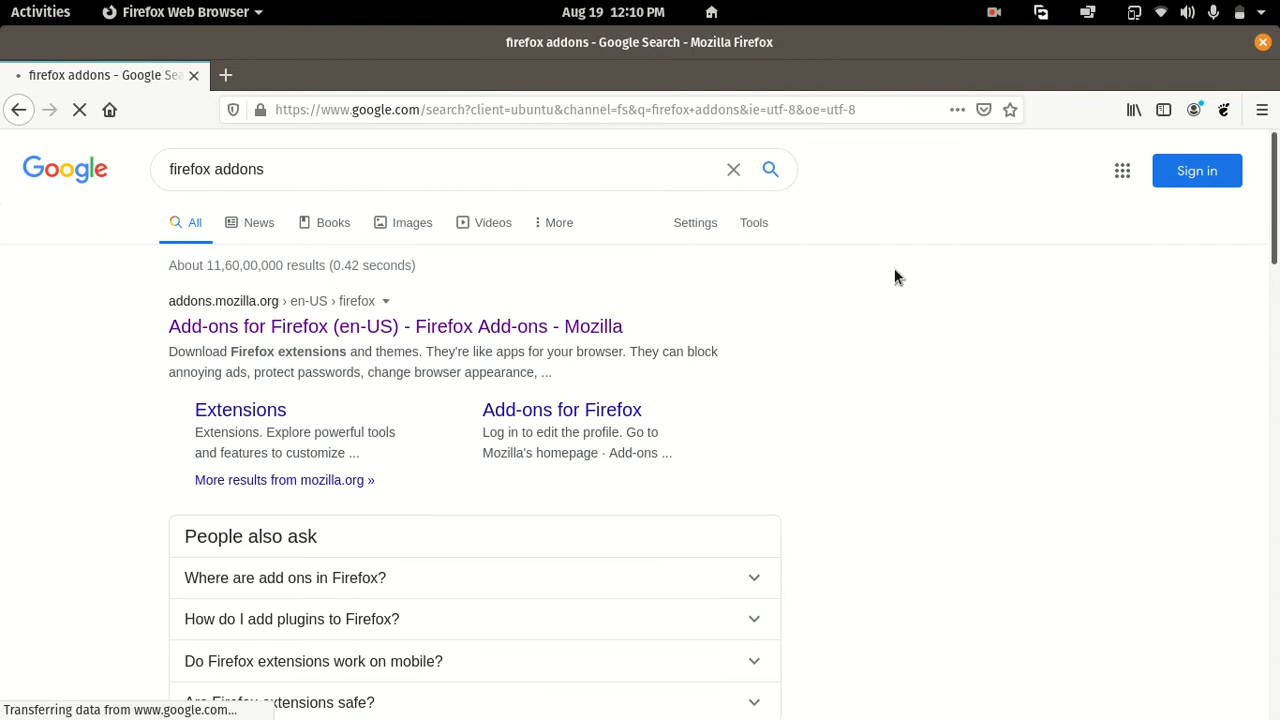 Activities Firefox Web Browser Aug 19 12:10 PM
firefox addons - Google Search - Mozilla Firefox
firefox addons - Google Sea
https://www.google.com/search?client=ubuntu&channel=fs&q=firefox+addons&ie=utf-8&oe=utf-8
Google firefox addons Sign in
All News Books Images Videos More Settings Tools
About 11,60,00,000 results (0.42 seconds)
addons.mozilla.org › en-US › firefox
Add-ons for Firefox (en-US) - Firefox Add-ons - Mozilla
Download Firefox extensions and themes. They're like apps for your browser. They can block
annoying ads, protect passwords, change browser appearance, ...
Extensions
Extensions. Explore powerful tools
and features to customize ...
More results from mozilla.org »
Add-ons for Firefox
Log in to edit the profile. Go to
Mozilla's homepage · Add-ons ...
People also ask
Where are add ons in Firefox?
How do I add plugins to Firefox?
Do Firefox extensions work on mobile?
Are Firefox extensions safe?
Transferring data from www.google.com...